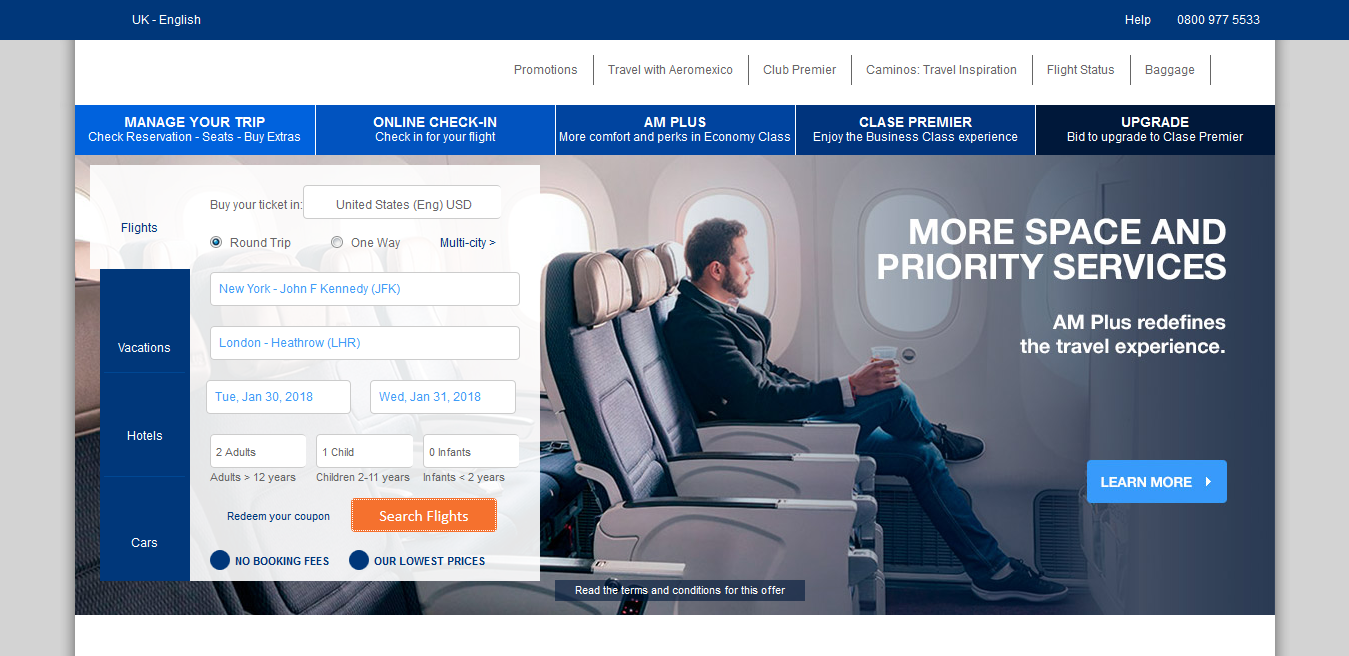 UK - English
Help
0800 977 5533
Promotions
Travel with Aeromexico
Club Premier
Caminos: Travel Inspiration
Flight Status
Baggage
MANAGE YOUR TRIP
Check Reservation - Seats - Buy Extras
ONLINE CHECK-IN
Check in for your flight
AM PLUS
More comfort and perks in Economy Class
CLASE PREMIER
Enjoy the Business Class experience
UPGRADE
Bid to upgrade to Clase Premier
Flights
Vacations
Hotels
Cars
Buy your ticket in:
United States (Eng) USD
Round Trip
One Way
Multi-city >
New York - John F Kennedy (JFK)
London - Heathrow (LHR)
Tue, Jan 30, 2018
Wed, Jan 31, 2018
2 Adults
1 Child
0 Infants
Adults > 12 years
Children 2-11 years
Infants < 2 years
Redeem your coupon
Search Flights
NO BOOKING FEES
OUR LOWEST PRICES
MORE SPACE AND
PRIORITY SERVICES
AM Plus redefines
the travel experience.
LEARN MORE
Read the terms and conditions for this offer